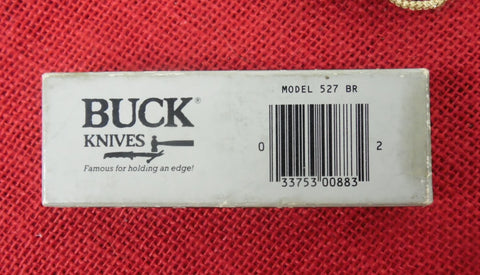 BUCK®
KNIVES
Famous for holding an edge!
MODEL 527 BR
0 33753 00883 2